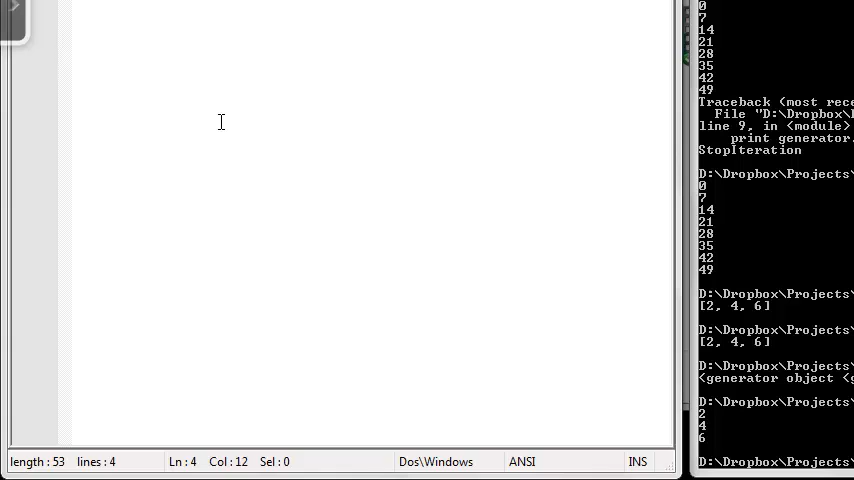 0
7
14
21
28
35
42
49
Traceback (most rece
File "D:\Dropbox\
line 9, in <module>
print generator.
StopIteration
D:\Dropbox\Projects\
0
7
14
21
28
35
42
49
D:\Dropbox\Projects\
[2, 4, 6]
D:\Dropbox\Projects\
[2, 4, 6]
D:\Dropbox\Projects\
<generator object <g
D:\Dropbox\Projects\
2
4
6
D:\Dropbox\Projects\
length : 53 lines : 4 Ln : 4 Col : 12 Sel : 0 Dos\Windows ANSI INS